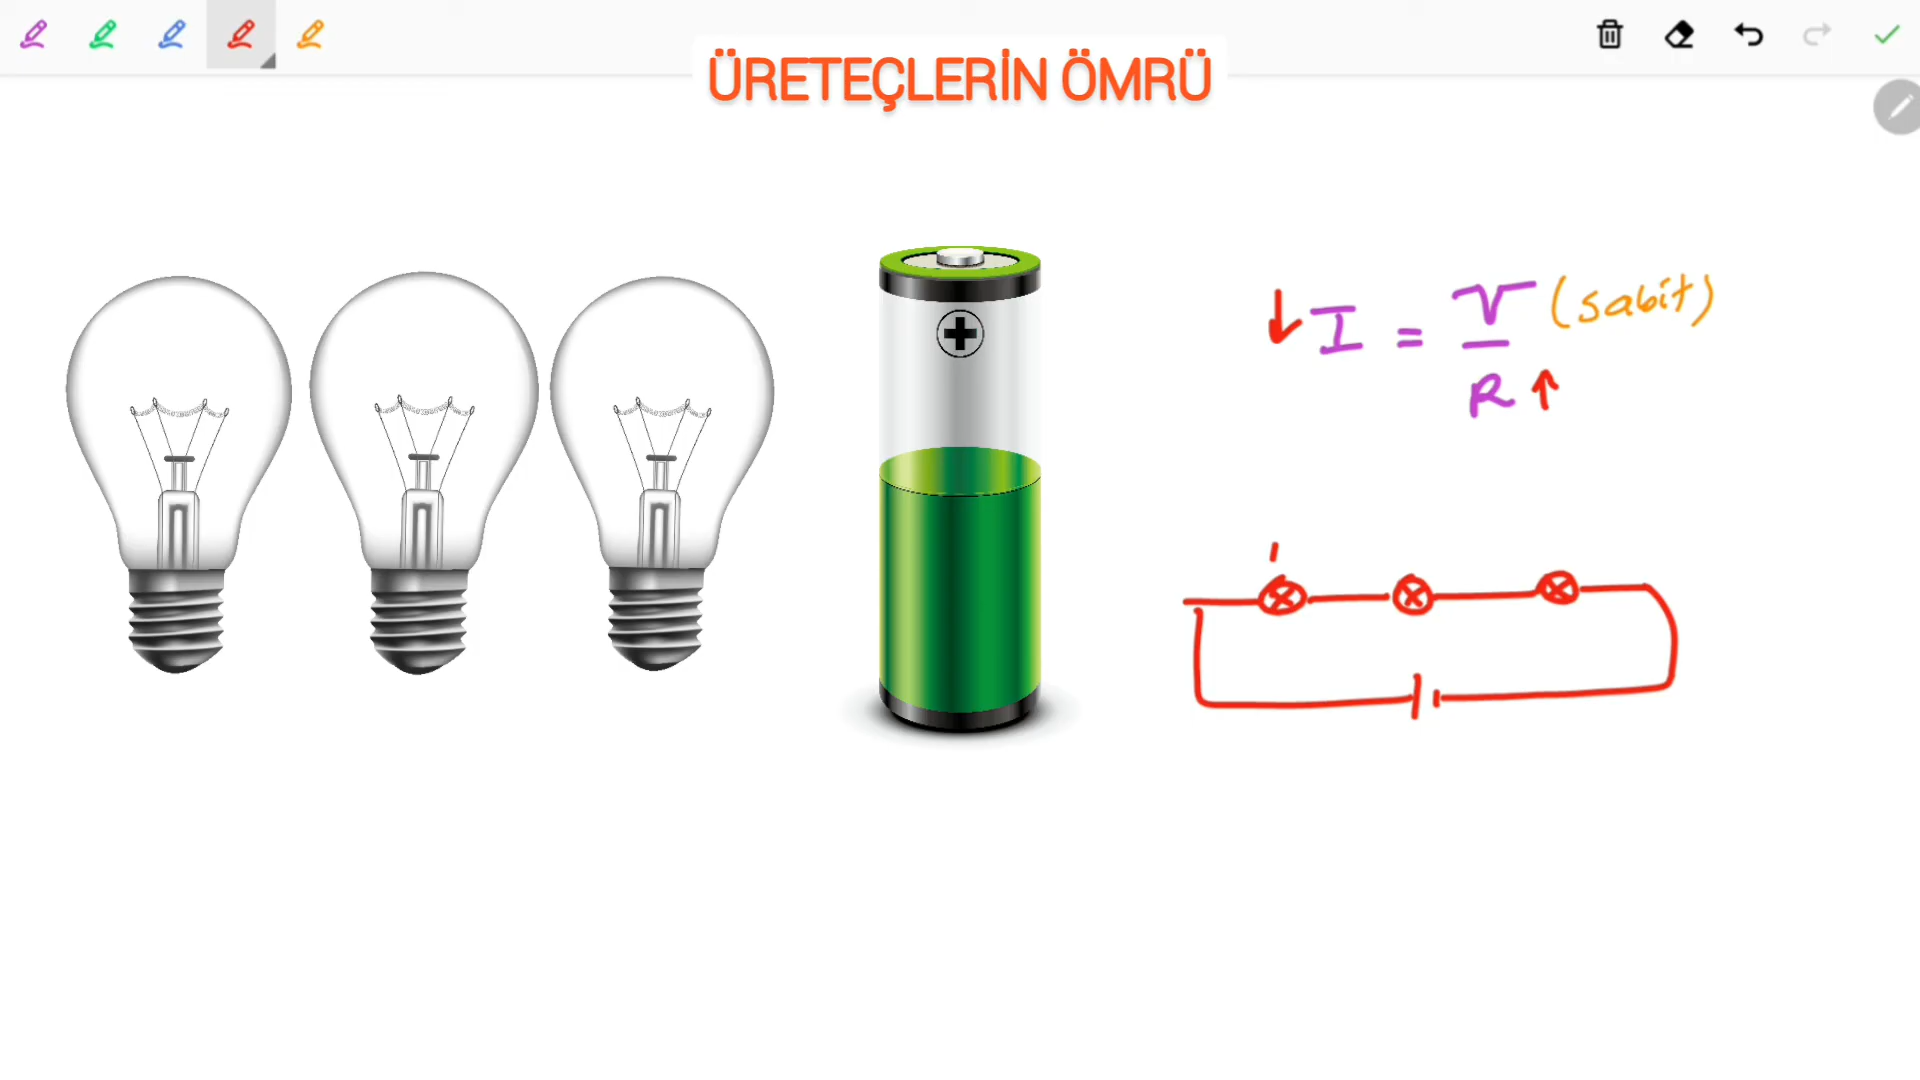 ÜRETEÇLERİN ÖMRÜ
↓ I = V (sabit)
R ↑